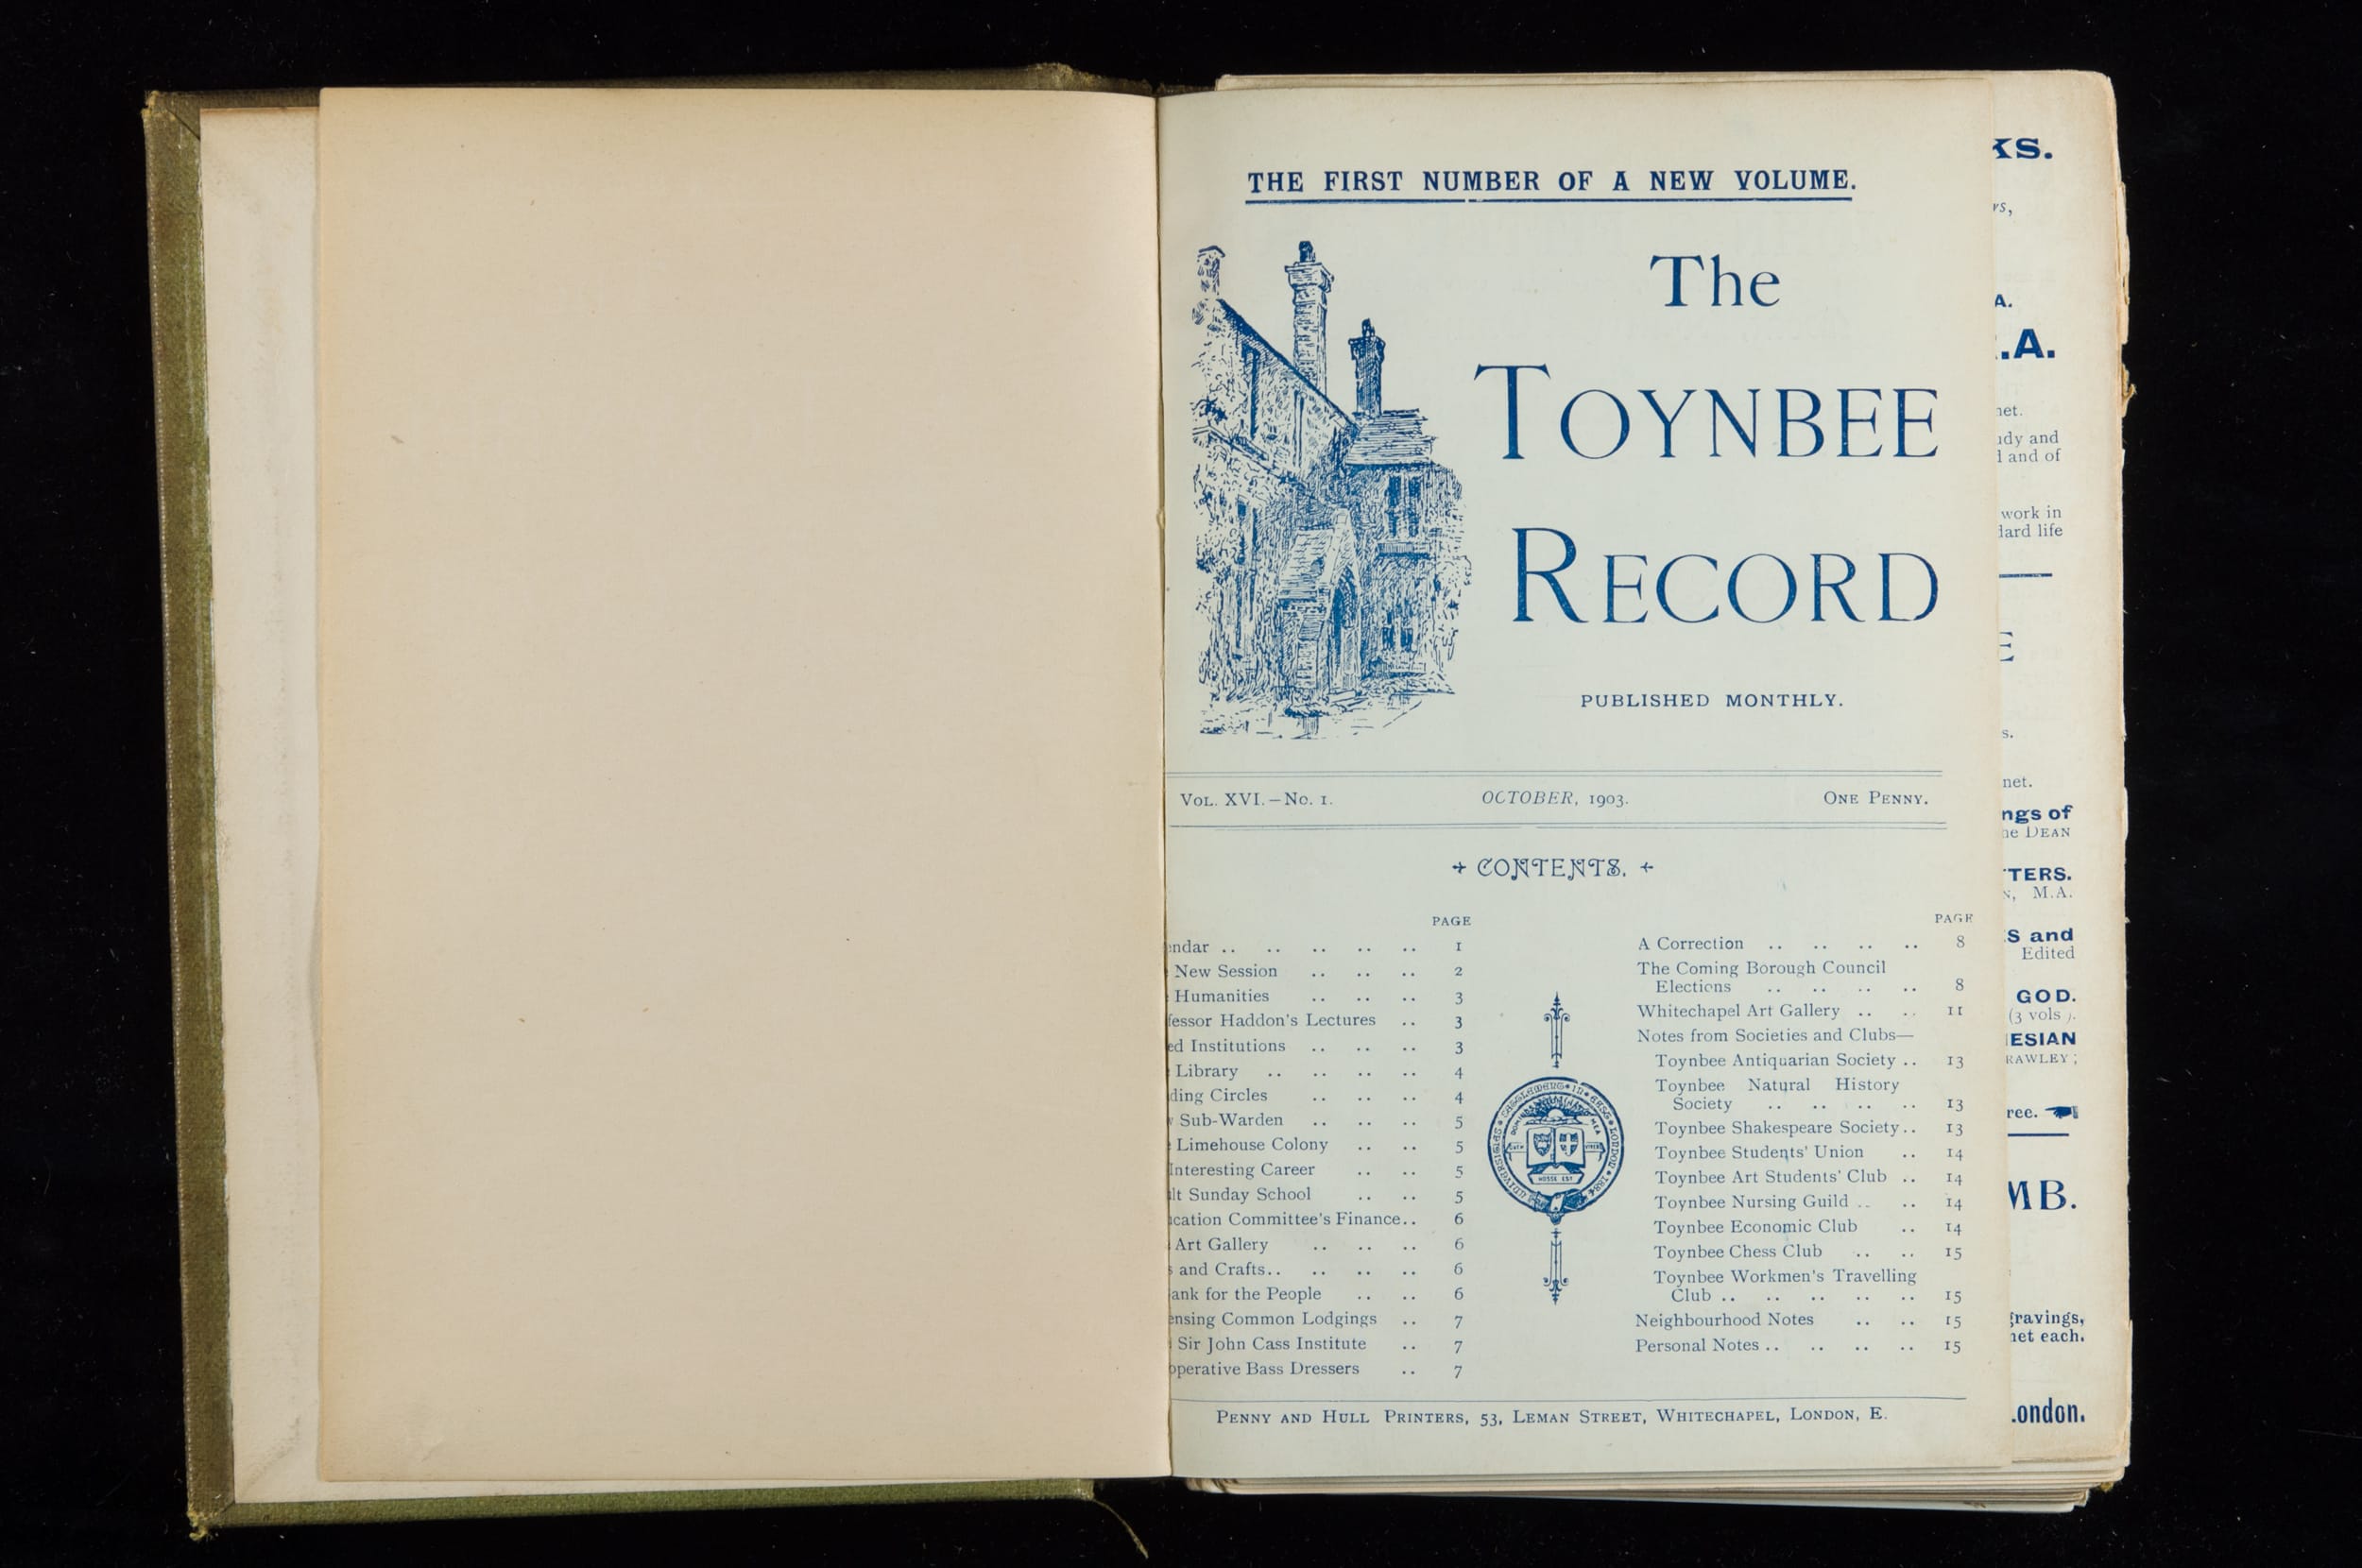 THE FIRST NUMBER OF A NEW VOLUME.
The
TOYNBEE
RECORD
PUBLISHED MONTHLY.
VOL. XVI.—No. 1.
OCTOBER, 1903.
ONE PENNY.
CONTENTS.
PAGE
ndar .. .. .. .. .. 1
New Session .. .. .. 2
Humanities .. .. .. 3
fessor Haddon's Lectures .. 3
ed Institutions .. .. .. 3
Library .. .. .. .. 4
ding Circles .. .. .. 4
Sub-Warden .. .. .. 5
Limehouse Colony .. .. 5
Interesting Career .. .. 5
lt Sunday School .. .. 5
cation Committee's Finance.. 6
Art Gallery .. .. .. 6
and Crafts.. .. .. .. 6
ank for the People .. .. 6
ensing Common Lodgings .. 7
Sir John Cass Institute .. 7
operative Bass Dressers .. 7
PAGE
A Correction .. .. .. .. 8
The Coming Borough Council
Elections .. .. .. .. 8
Whitechapel Art Gallery .. .. 11
Notes from Societies and Clubs—
Toynbee Antiquarian Society .. 13
Toynbee Natural History
Society .. .. .. .. 13
Toynbee Shakespeare Society.. 13
Toynbee Students' Union .. 14
Toynbee Art Students' Club .. 14
Toynbee Nursing Guild .. .. 14
Toynbee Economic Club .. 14
Toynbee Chess Club .. .. 15
Toynbee Workmen's Travelling
Club .. .. .. .. .. 15
Neighbourhood Notes .. .. 15
Personal Notes .. .. .. .. 15
PENNY AND HULL PRINTERS, 53, LEMAN STREET, WHITECHAPEL, LONDON, E.
KS.
A.
.A.
net.
udy and
and of
work in
dard life
E
s.
net.
ngs of
he DEAN
TTERS.
M.A.
S and
Edited
GOD.
(3 vols ).
ESIAN
RAWLEY ;
ree.
MB.
gravings,
net each.
London.